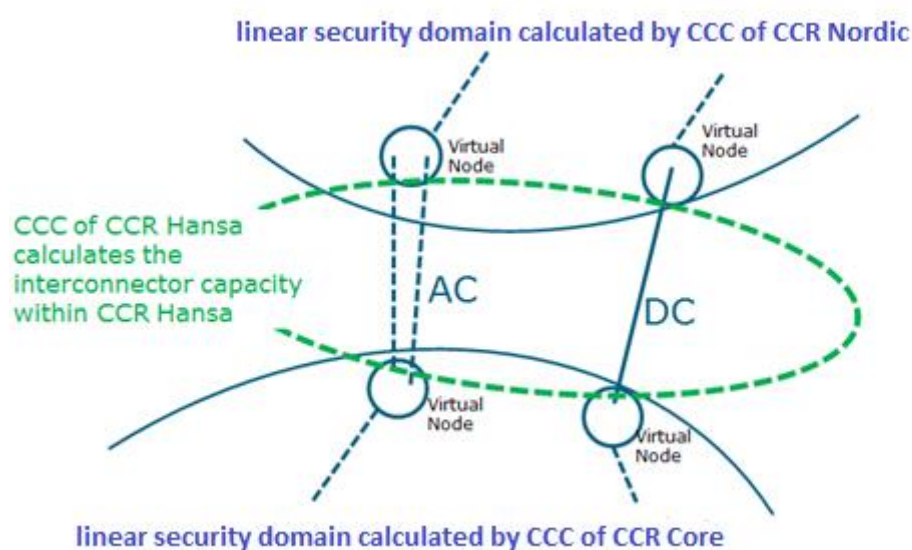 linear security domain calculated by CCC of CCR Nordic
Virtual
Node
Virtual
Node
CCC of CCR Hansa
calculates the
interconnector capacity
within CCR Hansa
AC
DC
Virtual
Node
Virtual
Node
linear security domain calculated by CCC of CCR Core